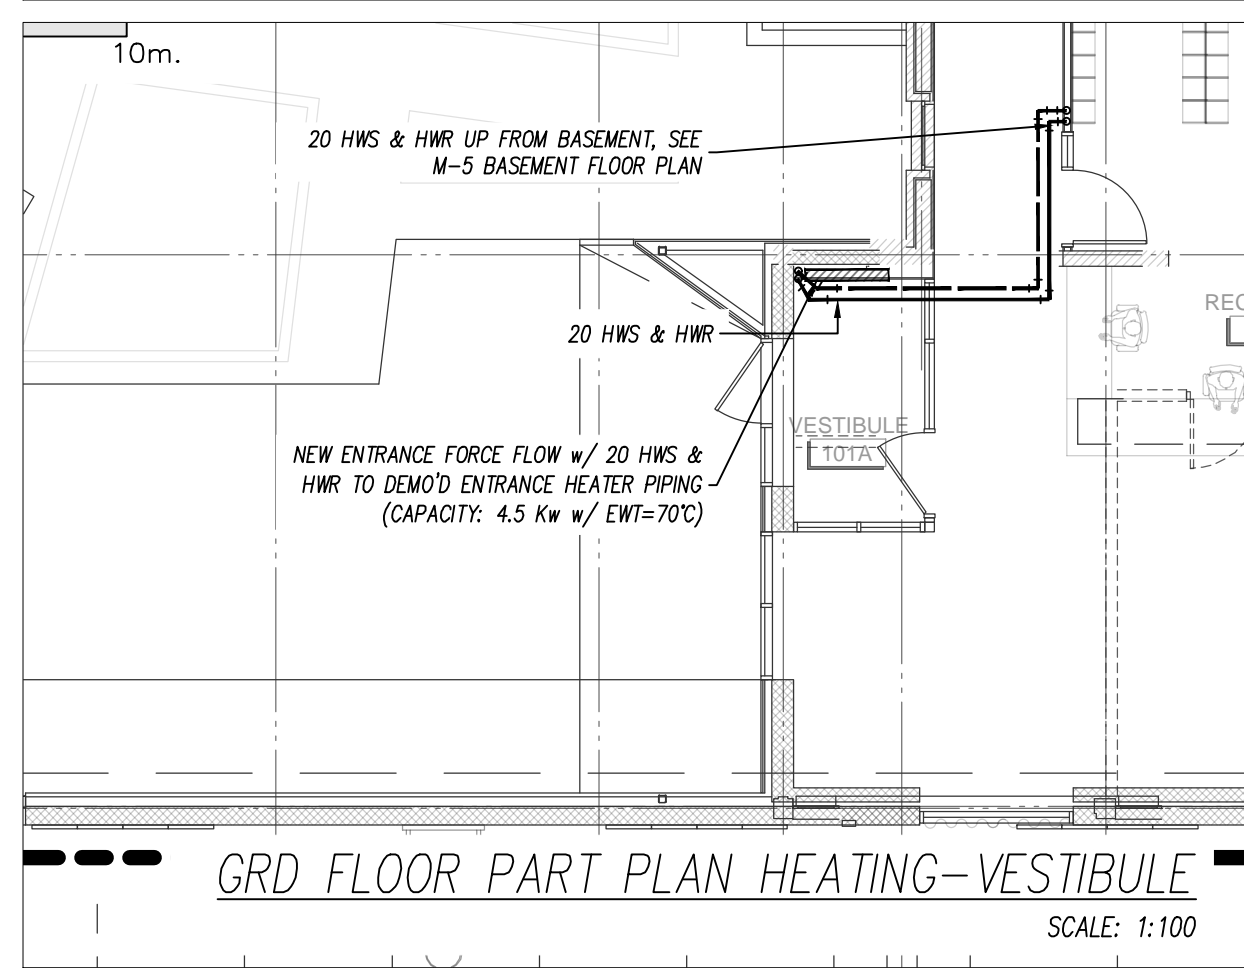 10m.
20 HWS & HWR UP FROM BASEMENT, SEE
M-5 BASEMENT FLOOR PLAN
REC
20 HWS & HWR
VESTIBULE
101A
NEW ENTRANCE FORCE FLOW w/ 20 HWS &
HWR TO DEMO'D ENTRANCE HEATER PIPING
(CAPACITY: 4.5 Kw w/ EWT=70°C)
GRD FLOOR PART PLAN HEATING-VESTIBULE
SCALE: 1:100